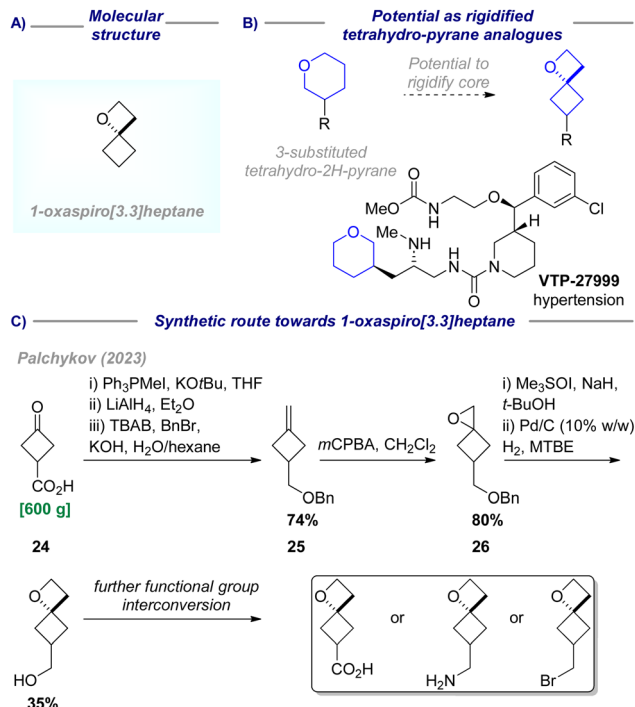 A) Molecular structure
O
1-oxaspiro[3.3]heptane
B) Potential as rigidified tetrahydro-pyrane analogues
O
R
Potential to
rigidify core
O
R
3-substituted
tetrahydro-2H-pyrane
O
MeO
N
H
O
Cl
H
O
MeN
NH
H
N
O
N
VTP-27999
hypertension
C) Synthetic route towards 1-oxaspiro[3.3]heptane
Palchykov (2023)
O
CO2H
[600 g]
24
i) Ph3PMeI, KOtBu, THF
ii) LiAlH4, Et2O
iii) TBAB, BnBr,
KOH, H2O/hexane
OBn
74%
25
mCPBA, CH2Cl2
O
OBn
80%
26
i) Me3SOI, NaH,
t-BuOH
ii) Pd/C (10% w/w)
H2, MTBE
O
HO
35%
further functional group
interconversion
O
CO2H
or
O
H2N
or
O
Br